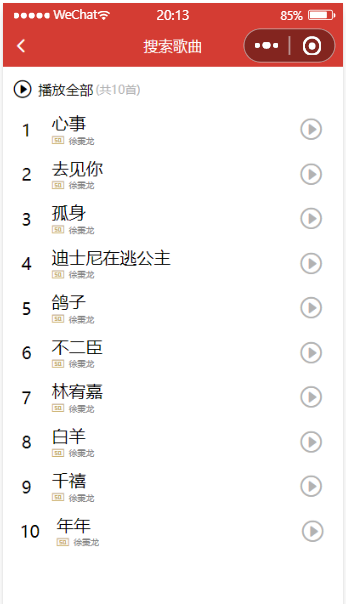 WeChat 20:13 85%
搜索歌曲
播放全部 (共10首)
1 心事
SQ 徐秉龙
2 去见你
SQ 徐秉龙
3 孤身
SQ 徐秉龙
4 迪士尼在逃公主
SQ 徐秉龙
5 鸽子
SQ 徐秉龙
6 不二臣
SQ 徐秉龙
7 林宥嘉
SQ 徐秉龙
8 白羊
SQ 徐秉龙
9 千禧
SQ 徐秉龙
10 年年
SQ 徐秉龙